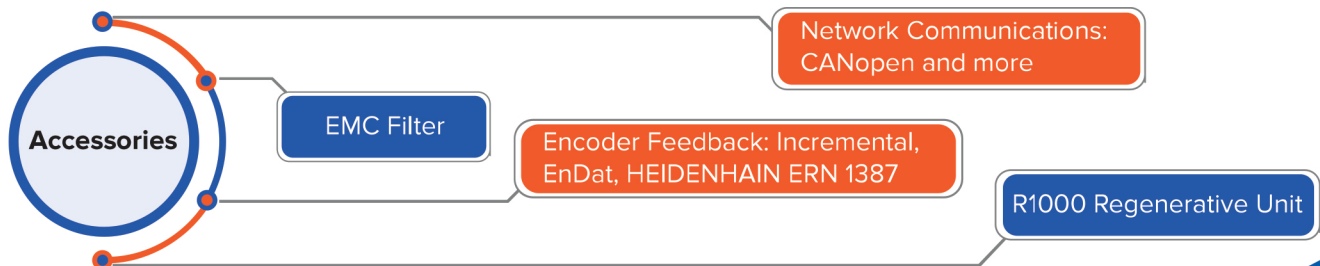 Network Communications:
CANopen and more
Accessories
EMC Filter
Encoder Feedback: Incremental,
EnDat, HEIDENHAIN ERN 1387
R1000 Regenerative Unit